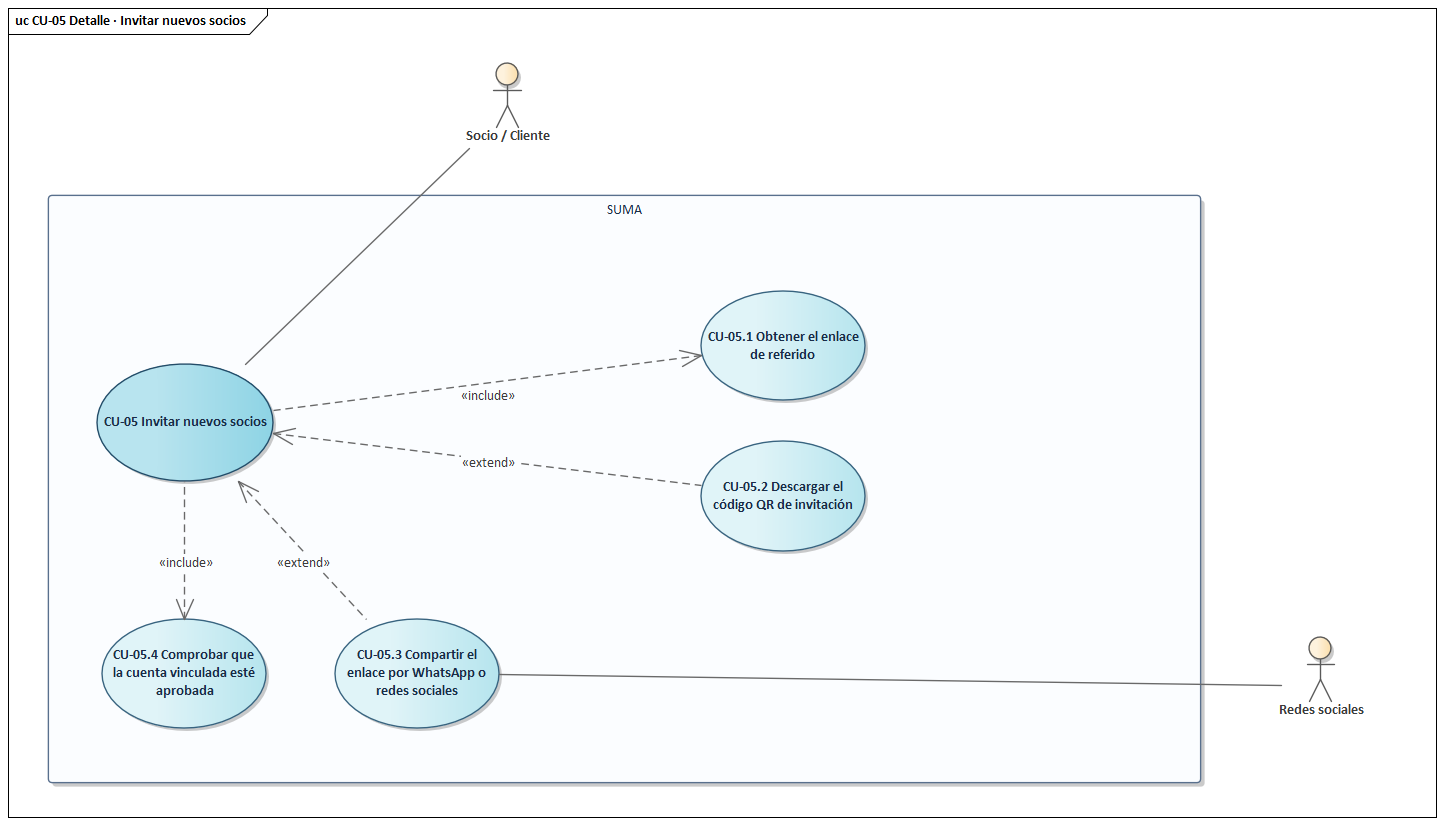 uc CU-05 Detalle · Invitar nuevos socios
Socio / Cliente
SUMA
CU-05.1 Obtener el enlace
de referido
«include»
CU-05 Invitar nuevos socios
«extend»
CU-05.2 Descargar el
código QR de invitación
«include»
«extend»
CU-05.4 Comprobar que
la cuenta vinculada esté
aprobada
CU-05.3 Compartir el
enlace por WhatsApp o
redes sociales
Redes sociales